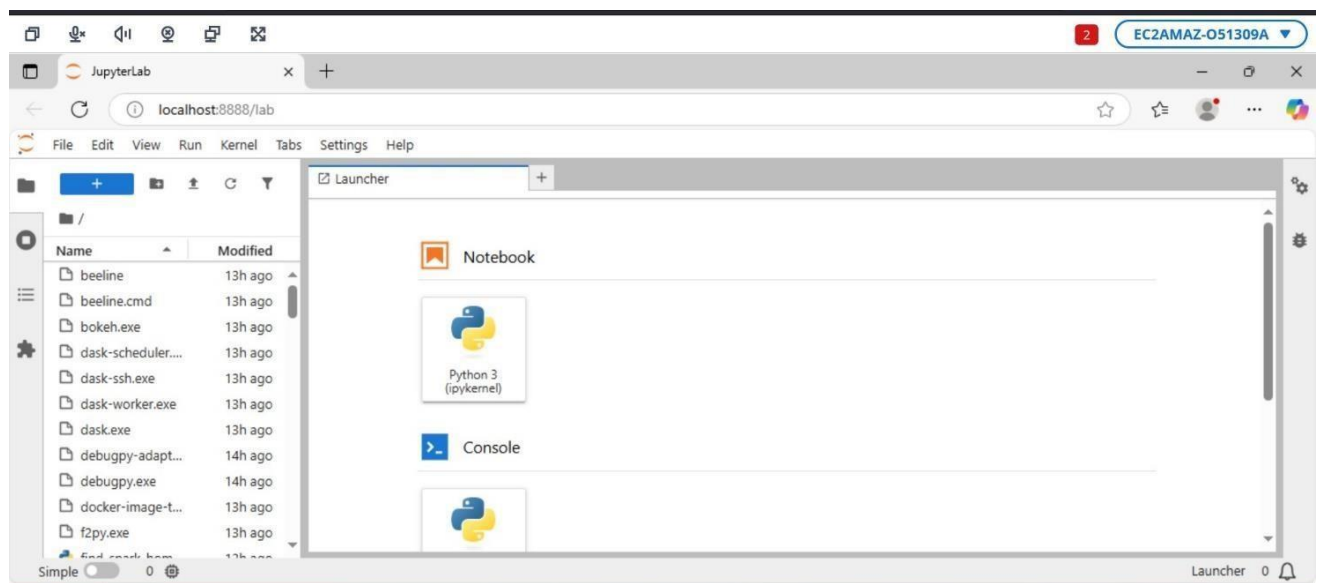 2 EC2AMAZ-O51309A
JupyterLab
localhost:8888/lab
File Edit View Run Kernel Tabs Settings Help
Launcher
/
Name Modified
beeline 13h ago
beeline.cmd 13h ago
bokeh.exe 13h ago
dask-scheduler.... 13h ago
dask-ssh.exe 13h ago
dask-worker.exe 13h ago
dask.exe 13h ago
debugpy-adapt... 14h ago
debugpy.exe 14h ago
docker-image-t... 13h ago
f2py.exe 13h ago
Notebook
Python 3
(ipykernel)
Console
Simple 0
Launcher 0